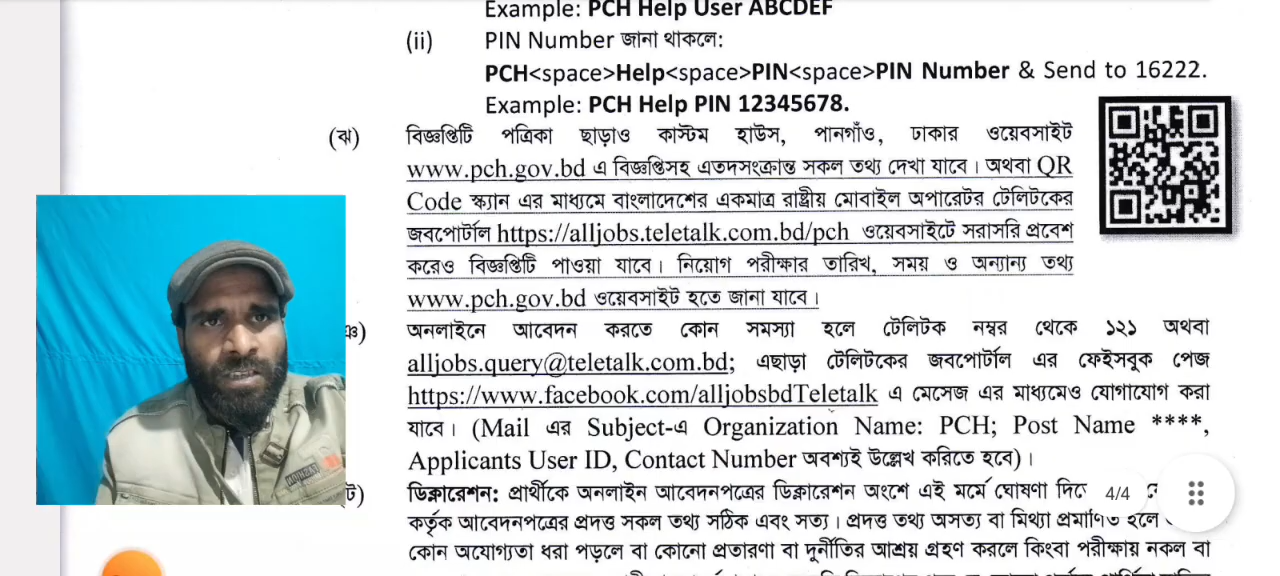 Example: PCH Help User ABCDEF
(ii) PIN Number জানা থাকলে:
PCH<space>Help<space>PIN<space>PIN Number & Send to 16222.
Example: PCH Help PIN 12345678.
(ঝ) বিজ্ঞপ্তিটি পত্রিকা ছাড়াও কাস্টম হাউস, পানগাঁও, ঢাকার ওয়েবসাইট
www.pch.gov.bd এ বিজ্ঞপ্তিসহ এতদসংক্রান্ত সকল তথ্য দেখা যাবে। অথবা QR
Code স্ক্যান এর মাধ্যমে বাংলাদেশের একমাত্র রাষ্ট্রীয় মোবাইল অপারেটর টেলিটকের
জবপোর্টাল https://alljobs.teletalk.com.bd/pch ওয়েবসাইটে সরাসরি প্রবেশ
করেও বিজ্ঞপ্তিটি পাওয়া যাবে। নিয়োগ পরীক্ষার তারিখ, সময় ও অন্যান্য তথ্য
www.pch.gov.bd ওয়েবসাইট হতে জানা যাবে।
ঞ) অনলাইনে আবেদন করতে কোন সমস্যা হলে টেলিটক নম্বর থেকে ১২১ অথবা
alljobs.query@teletalk.com.bd; এছাড়া টেলিটকের জবপোর্টাল এর ফেইসবুক পেজ
https://www.facebook.com/alljobsbdTeletalk এ মেসেজ এর মাধ্যমেও যোগাযোগ করা
যাবে। (Mail এর Subject-এ Organization Name: PCH; Post Name ****,
Applicants User ID, Contact Number অবশ্যই উল্লেখ করিতে হবে)।
ট) ডিক্লারেশন: প্রার্থীকে অনলাইন আবেদনপত্রের ডিক্লারেশন অংশে এই মর্মে ঘোষণা দিতে 4/4
কর্তৃক আবেদনপত্রের প্রদত্ত সকল তথ্য সঠিক এবং সত্য। প্রদত্ত তথ্য অসত্য বা মিথ্যা প্রমাণিত হলে
কোন অযোগ্যতা ধরা পড়লে বা কোনো প্রতারণা বা দুর্নীতির আশ্রয় গ্রহণ করলে কিংবা পরীক্ষায় নকল বা